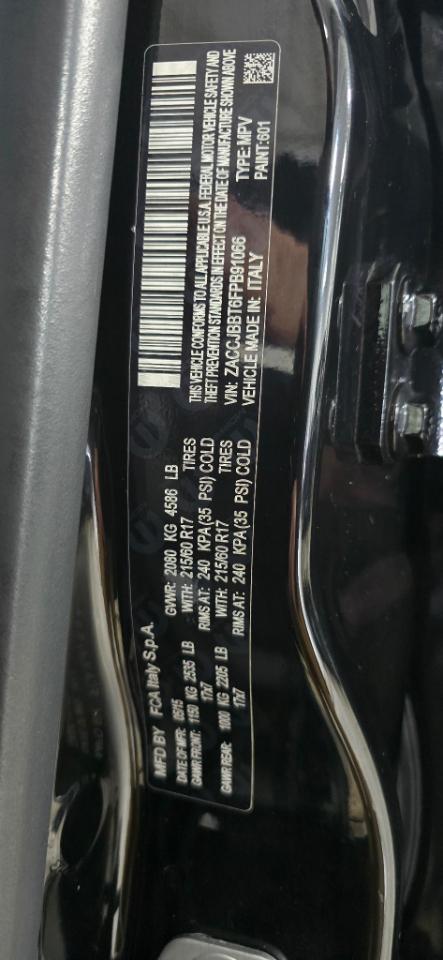 MFD BY FCA Italy S.p.A.
DATE OF MFR: 05/15 GVWR: 2080 KG 4586 LB
GAWR FRONT: 1150 KG 2535 LB WITH: 215/60 R17 TIRES
17x7 RIMS AT: 240 KPA(35 PSI) COLD
GAWR REAR: 1000 KG 2205 LB WITH: 215/60 R17 TIRES
17x7 RIMS AT: 240 KPA(35 PSI) COLD
THIS VEHICLE CONFORMS TO ALL APPLICABLE U.S.A. FEDERAL MOTOR VEHICLE SAFETY AND
THEFT PREVENTION STANDARDS IN EFFECT ON THE DATE OF MANUFACTURE SHOWN ABOVE
VIN: ZACCJBBT6FPB91066 TYPE: MPV
VEHICLE MADE IN: ITALY PAINT:601